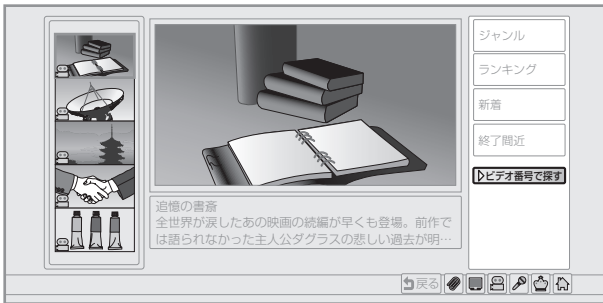 ジャンル
ランキング
新着
終了間近
ビデオ番号で探す
追憶の書斎
全世界が涙したあの映画の続編が早くも登場。前作で
は語られなかった主人公ダグラスの悲しい過去が明…
戻る